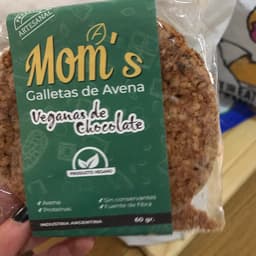 ARTESANAL
Mom's
Galletas de Avena
Veganas de
Chocolate
PRODUCTO VEGANO
Avena
Proteínas
Sin conservantes
Fuente de Fibra
INDUSTRIA ARGENTINA
60 gr.